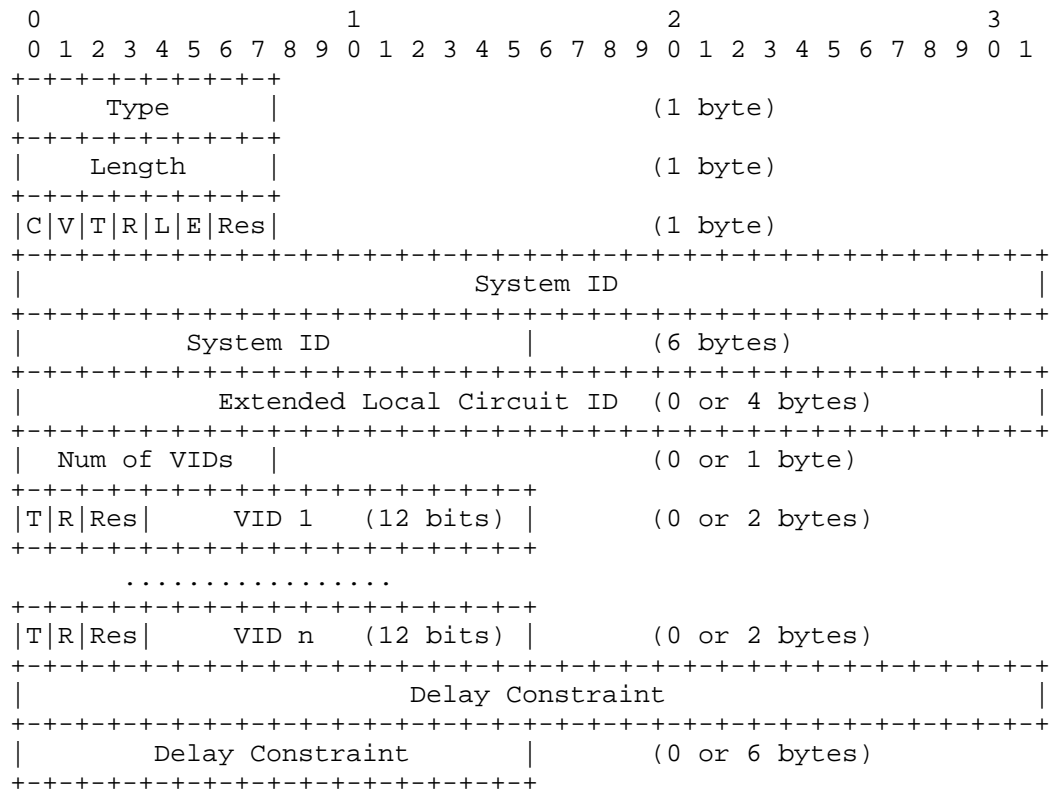 0                   1                   2                   3
 0 1 2 3 4 5 6 7 8 9 0 1 2 3 4 5 6 7 8 9 0 1 2 3 4 5 6 7 8 9 0 1
+-+-+-+-+-+-+-+-+
|     Type      |                       (1 byte)
+-+-+-+-+-+-+-+-+
|    Length     |                       (1 byte)
+-+-+-+-+-+-+-+-+
|C|V|T|R|L|E|Res|                       (1 byte)
+-+-+-+-+-+-+-+-+-+-+-+-+-+-+-+-+-+-+-+-+-+-+-+-+-+-+-+-+-+-+-+-+
|                            System ID                          |
+-+-+-+-+-+-+-+-+-+-+-+-+-+-+-+-+-+-+-+-+-+-+-+-+-+-+-+-+-+-+-+-+
|          System ID            |       (6 bytes)
+-+-+-+-+-+-+-+-+-+-+-+-+-+-+-+-+-+-+-+-+-+-+-+-+-+-+-+-+-+-+-+-+
|            Extended Local Circuit ID  (0 or 4 bytes)          |
+-+-+-+-+-+-+-+-+-+-+-+-+-+-+-+-+-+-+-+-+-+-+-+-+-+-+-+-+-+-+-+-+
|  Num of VIDs  |                       (0 or 1 byte)
+-+-+-+-+-+-+-+-+-+-+-+-+-+-+-+-+
|T|R|Res|     VID 1   (12 bits) |       (0 or 2 bytes)
+-+-+-+-+-+-+-+-+-+-+-+-+-+-+-+-+
       .................
+-+-+-+-+-+-+-+-+-+-+-+-+-+-+-+-+
|T|R|Res|     VID n   (12 bits) |       (0 or 2 bytes)
+-+-+-+-+-+-+-+-+-+-+-+-+-+-+-+-+-+-+-+-+-+-+-+-+-+-+-+-+-+-+-+-+
|                        Delay Constraint                       |
+-+-+-+-+-+-+-+-+-+-+-+-+-+-+-+-+-+-+-+-+-+-+-+-+-+-+-+-+-+-+-+-+
|        Delay Constraint       |       (0 or 6 bytes)
+-+-+-+-+-+-+-+-+-+-+-+-+-+-+-+-+